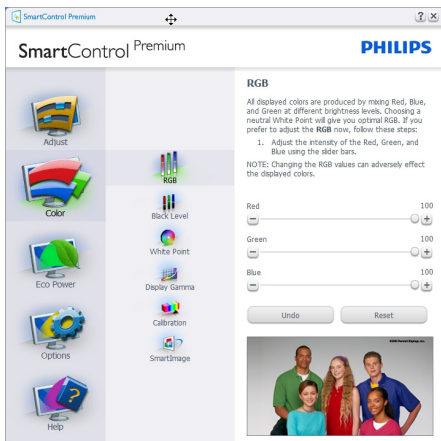 SmartControl Premium
SmartControl Premium
PHILIPS
Adjust
Color
Eco Power
Options
Help
RGB
Black Level
White Point
Display Gamma
Calibration
SmartImage
RGB
All displayed colors are produced by mixing Red, Blue,
and Green at different brightness levels. Choosing a
neutral White Point will give you optimal RGB. If you
prefer to adjust the RGB now, follow these steps:
1. Adjust the intensity of the Red, Green, and
Blue using the slider bars.
NOTE: Changing the RGB values can adversely effect
the displayed colors.
Red 100
Green 100
Blue 100
Undo Reset